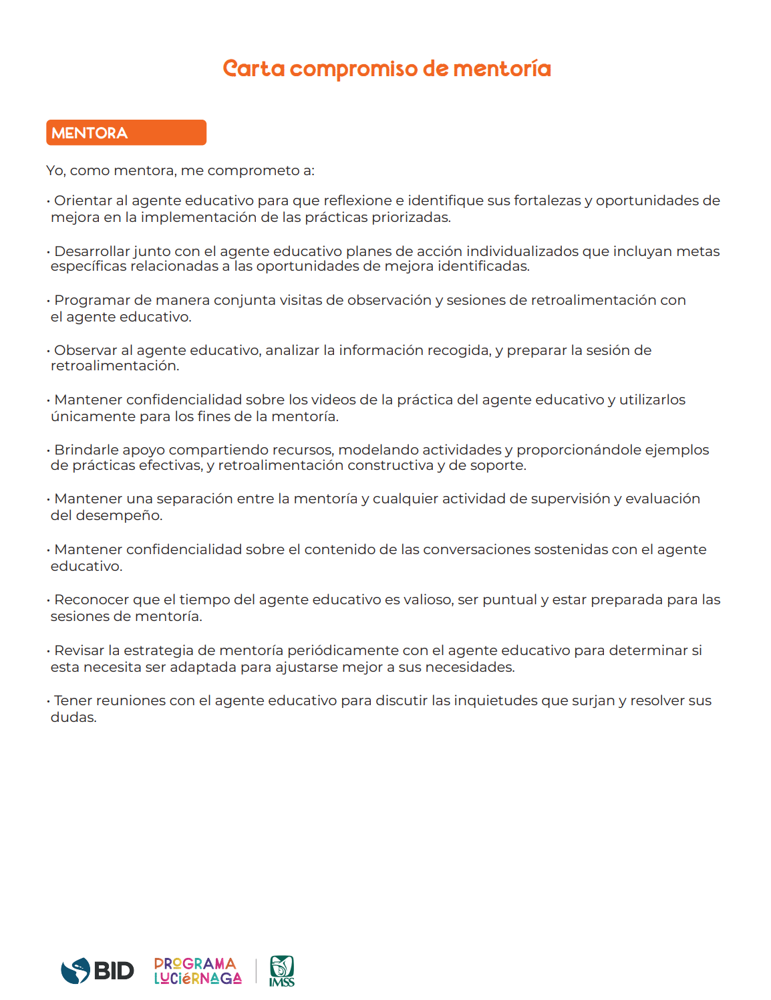 Carta compromiso de mentoría
MENTORA
Yo, como mentora, me comprometo a:
• Orientar al agente educativo para que reflexione e identifique sus fortalezas y oportunidades de
mejora en la implementación de las prácticas priorizadas.
• Desarrollar junto con el agente educativo planes de acción individualizados que incluyan metas
específicas relacionadas a las oportunidades de mejora identificadas.
• Programar de manera conjunta visitas de observación y sesiones de retroalimentación con
el agente educativo.
• Observar al agente educativo, analizar la información recogida, y preparar la sesión de
retroalimentación.
• Mantener confidencialidad sobre los videos de la práctica del agente educativo y utilizarlos
únicamente para los fines de la mentoría.
• Brindarle apoyo compartiendo recursos, modelando actividades y proporcionándole ejemplos
de prácticas efectivas, y retroalimentación constructiva y de soporte.
• Mantener una separación entre la mentoría y cualquier actividad de supervisión y evaluación
del desempeño.
• Mantener confidencialidad sobre el contenido de las conversaciones sostenidas con el agente
educativo.
• Reconocer que el tiempo del agente educativo es valioso, ser puntual y estar preparada para las
sesiones de mentoría.
• Revisar la estrategia de mentoría periódicamente con el agente educativo para determinar si
esta necesita ser adaptada para ajustarse mejor a sus necesidades.
• Tener reuniones con el agente educativo para discutir las inquietudes que surjan y resolver sus
dudas.
BID
PROGRAMA
LUCiéRNAGA
IMSS